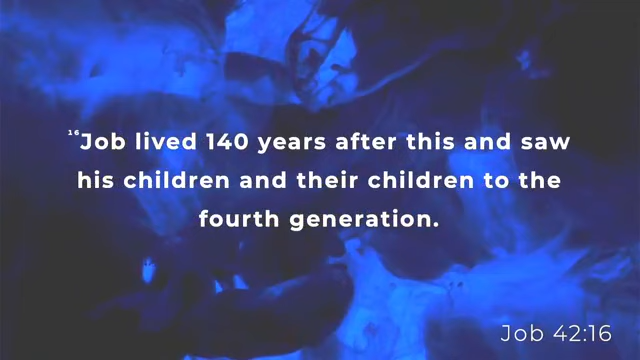 ¹⁶Job lived 140 years after this and saw
his children and their children to the
fourth generation.
Job 42:16